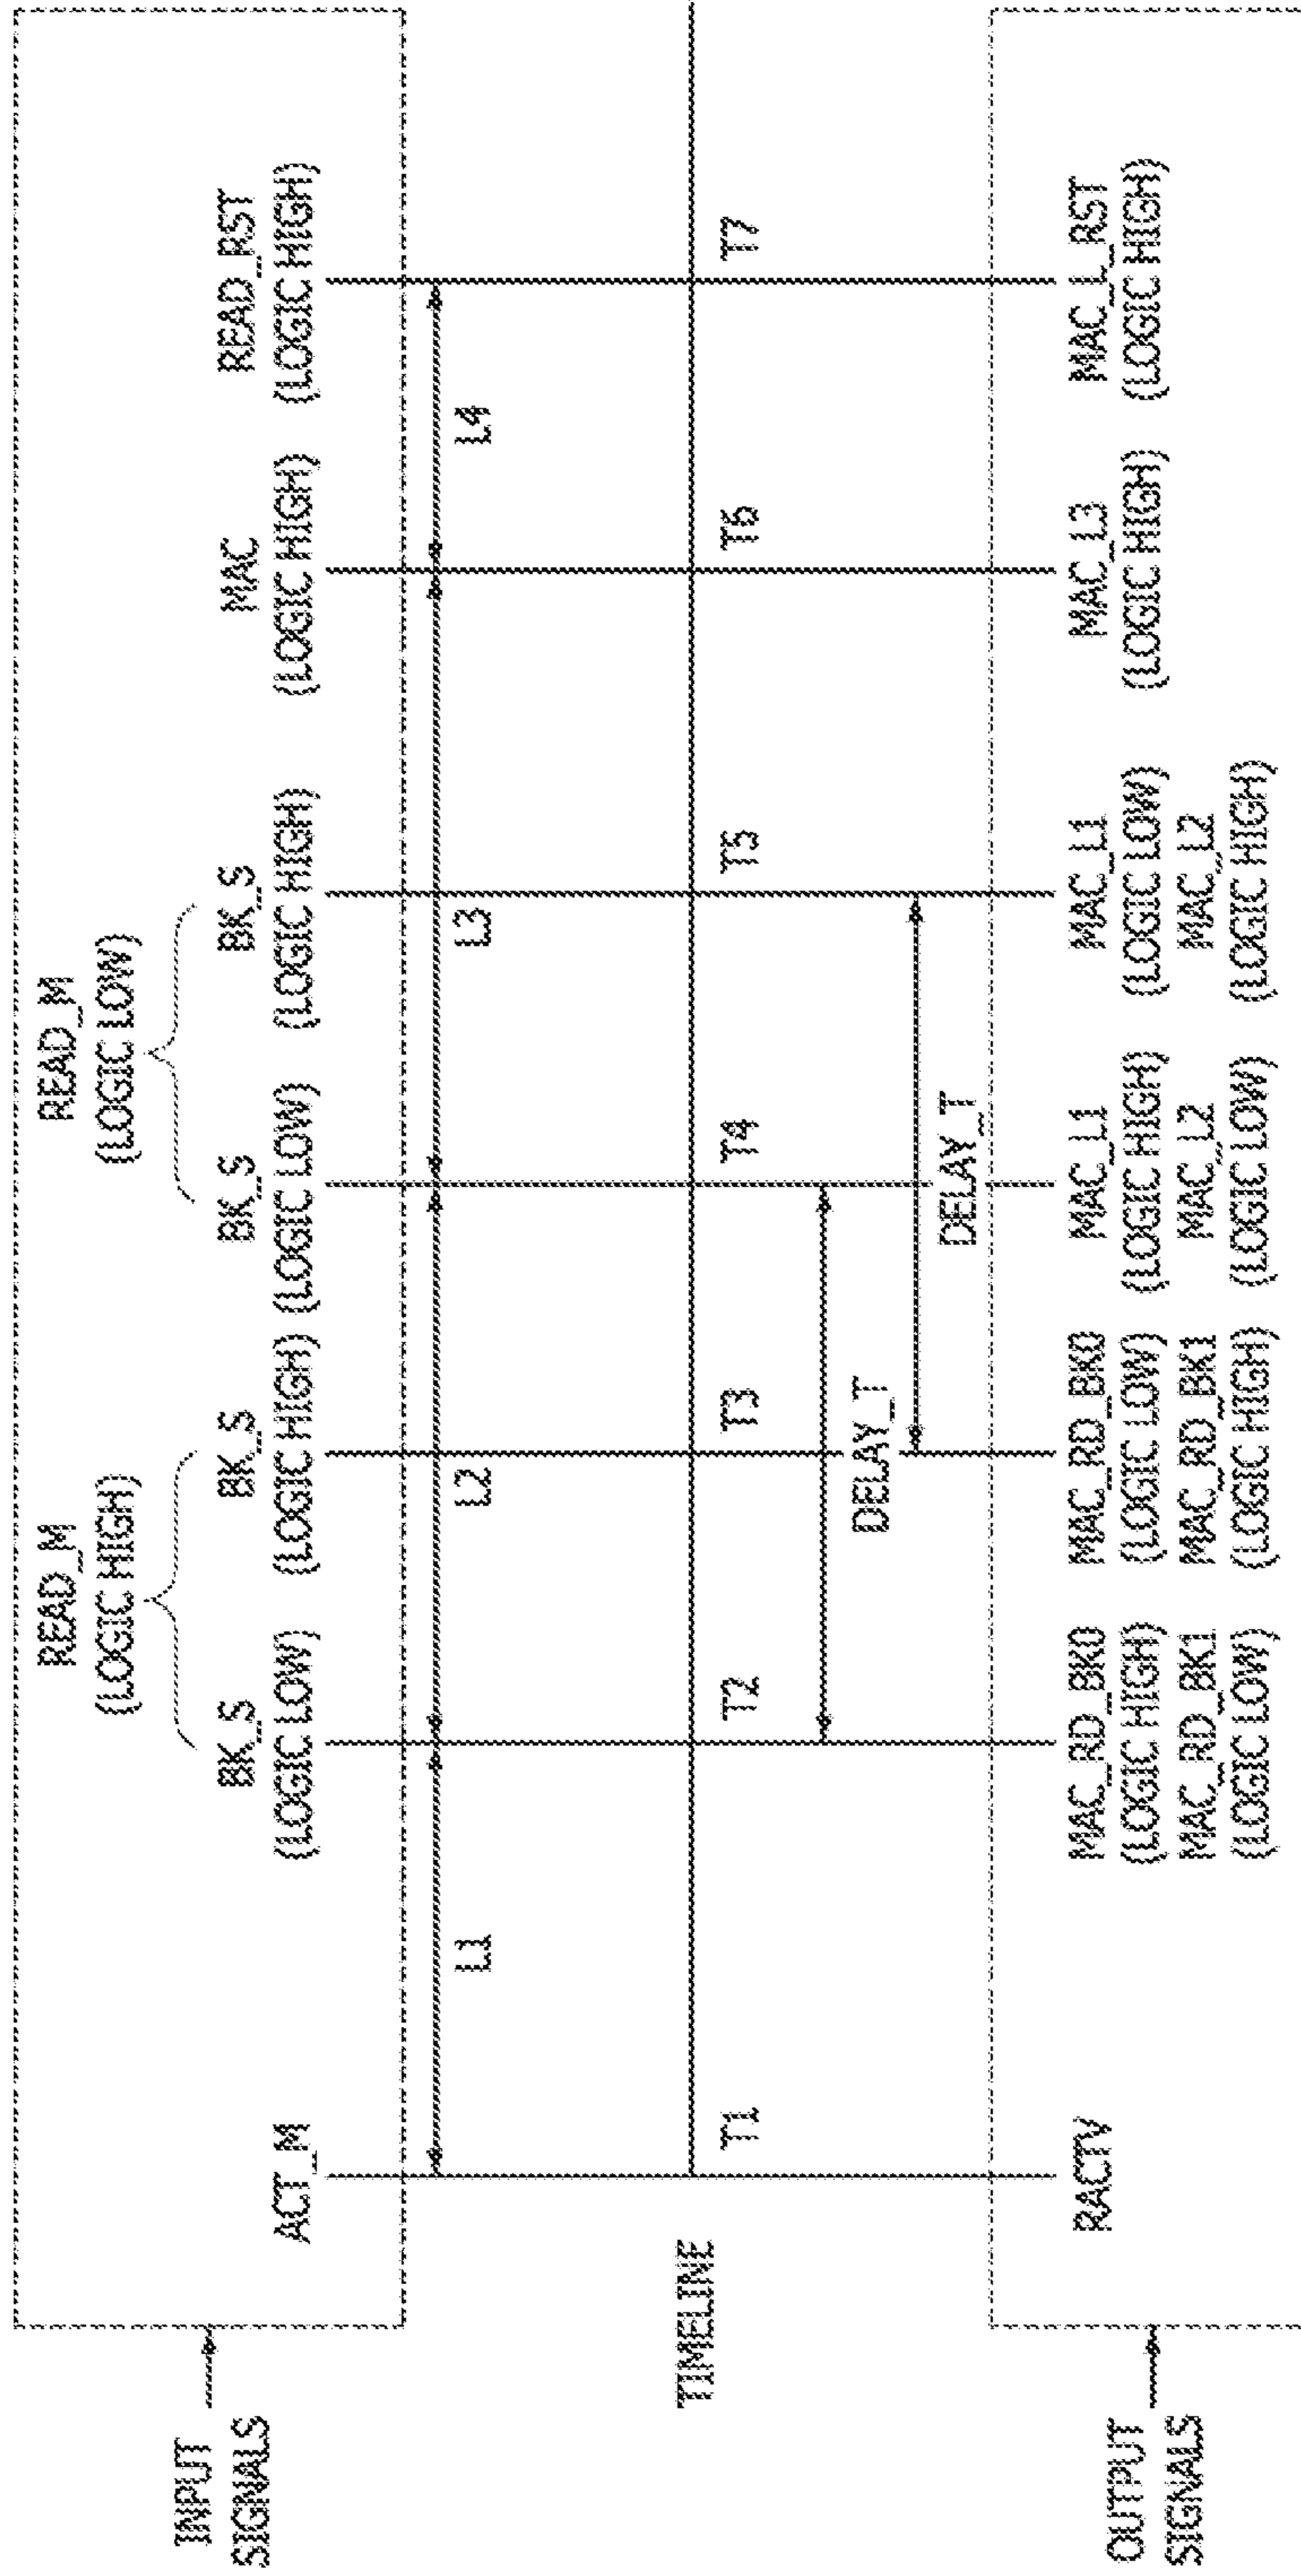 INPUT
SIGNALS
READ_M
(LOGIC HIGH)
READ_M
(LOGIC LOW)
ACT_M
BK_S
(LOGIC LOW)
BK_S
(LOGIC HIGH)
BK_S
(LOGIC LOW)
BK_S
(LOGIC HIGH)
MAC
(LOGIC HIGH)
READ_RST
(LOGIC HIGH)
L1
L2
L3
L4
TIMELINE
T1
T2
T3
T4
T5
T6
T7
DELAY_T
DELAY_T
OUTPUT
SIGNALS
RACTV
MAC_RD_BK0
(LOGIC HIGH)
MAC_RD_BK1
(LOGIC LOW)
MAC_RD_BK0
(LOGIC LOW)
MAC_RD_BK1
(LOGIC HIGH)
MAC_L1
(LOGIC HIGH)
MAC_L2
(LOGIC LOW)
MAC_L1
(LOGIC LOW)
MAC_L2
(LOGIC HIGH)
MAC_L3
(LOGIC HIGH)
MAC_L_RST
(LOGIC HIGH)